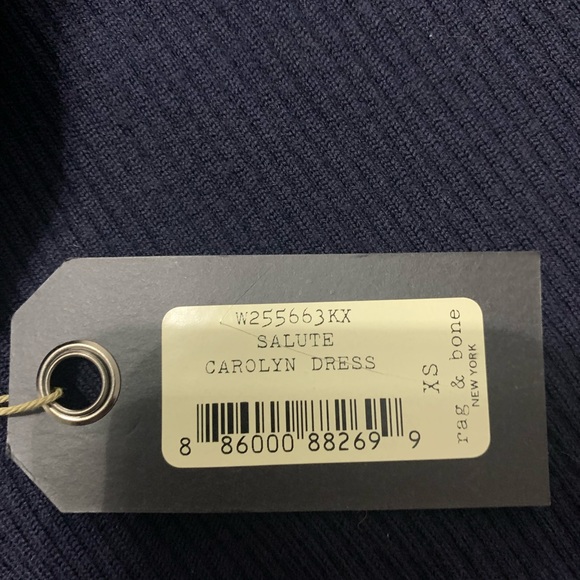 W255663KX
SALUTE
CAROLYN DRESS
8 86000 88269 9
XS
rag & bone
NEW YORK